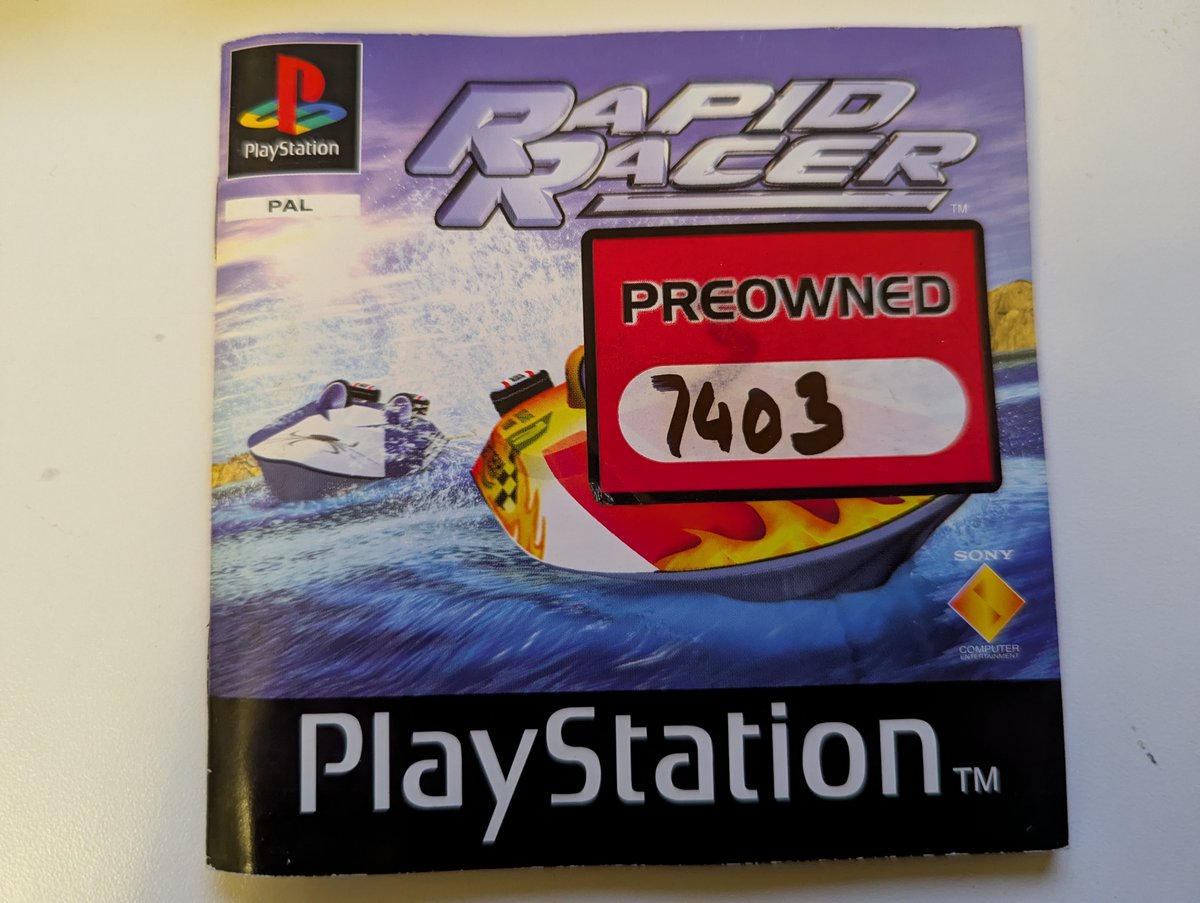 PlayStation
PAL
RAPID
RACER
TM
PREOWNED
7403
SONY
COMPUTER
ENTERTAINMENT
PlayStation TM